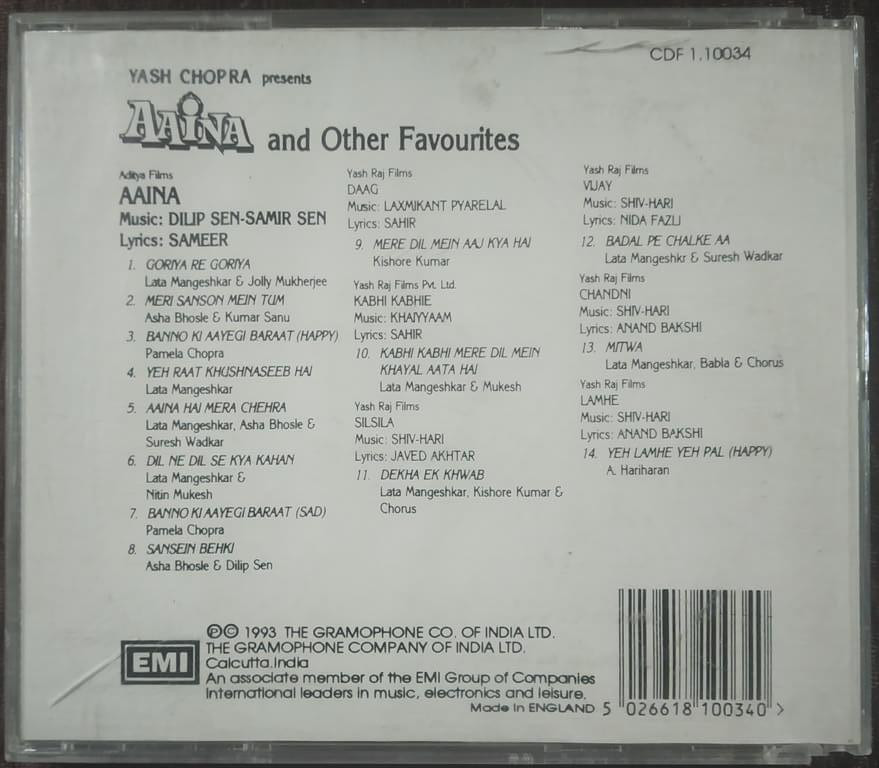 CDF 1.10034
YASH CHOPRA presents
AAINA and Other Favourites
Aditya Films
AAINA
Music: DILIP SEN-SAMIR SEN
Lyrics: SAMEER
1. GORIYA RE GORIYA
Lata Mangeshkar & Jolly Mukherjee
2. MERI SANSON MEIN TUM
Asha Bhosle & Kumar Sanu
3. BANNO KI AAYEGI BARAAT (HAPPY)
Pamela Chopra
4. YEH RAAT KHUSHNASEEB HAI
Lata Mangeshkar
5. AAINA HAI MERA CHEHRA
Lata Mangeshkar, Asha Bhosle &
Suresh Wadkar
6. DIL NE DIL SE KYA KAHAN
Lata Mangeshkar &
Nitin Mukesh
7. BANNO KI AAYEGI BARAAT (SAD)
Pamela Chopra
8. SANSEIN BEHKI
Asha Bhosle & Dilip Sen
Yash Raj Films
DAAG
Music: LAXMIKANT PYARELAL
Lyrics: SAHIR
9. MERE DIL MEIN AAJ KYA HAI
Kishore Kumar
Yash Raj Films Pvt. Ltd.
KABHI KABHIE
Music: KHAIYYAAM
Lyrics: SAHIR
10. KABHI KABHI MERE DIL MEIN
KHAYAL AATA HAI
Lata Mangeshkar & Mukesh
Yash Raj Films
SILSILA
Music: SHIV-HARI
Lyrics: JAVED AKHTAR
11. DEKHA EK KHWAB
Lata Mangeshkar, Kishore Kumar &
Chorus
Yash Raj Films
VIJAY
Music: SHIV-HARI
Lyrics: NIDA FAZLI
12. BADAL PE CHALKE AA
Lata Mangeshkr & Suresh Wadkar
Yash Raj Films
CHANDNI
Music: SHIV-HARI
Lyrics: ANAND BAKSHI
13. MITWA
Lata Mangeshkar, Babla & Chorus
Yash Raj Films
LAMHE
Music: SHIV-HARI
Lyrics: ANAND BAKSHI
14. YEH LAMHE YEH PAL (HAPPY)
A. Hariharan
EMI
℗© 1993 THE GRAMOPHONE CO. OF INDIA LTD.
THE GRAMOPHONE COMPANY OF INDIA LTD.
Calcutta.India
An associate member of the EMI Group of Companies
International leaders in music, electronics and leisure.
Made in ENGLAND
5 026618 100340 >